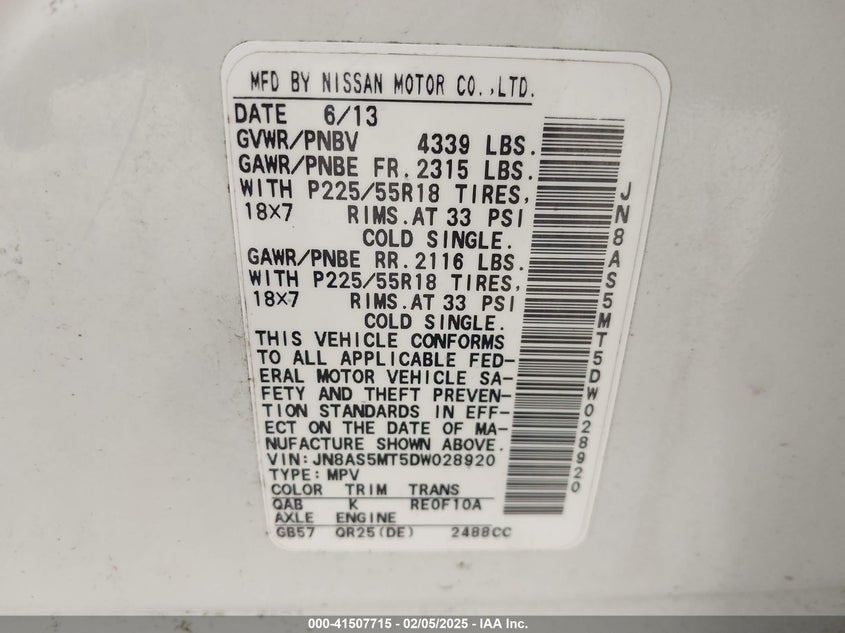 MFD BY NISSAN MOTOR CO.,LTD.
DATE 6/13
GVWR/PNBV 4339 LBS.
GAWR/PNBE FR.2315 LBS.
WITH P225/55R18 TIRES,
18×7 RIMS.AT 33 PSI
COLD SINGLE.
GAWR/PNBE RR.2116 LBS.
WITH P225/55R18 TIRES,
18×7 RIMS.AT 33 PSI
COLD SINGLE.
THIS VEHICLE CONFORMS
TO ALL APPLICABLE FED-
ERAL MOTOR VEHICLE SA-
FETY AND THEFT PREVEN-
TION STANDARDS IN EFF-
ECT ON THE DATE OF MA-
NUFACTURE SHOWN ABOVE.
VIN:JN8AS5MT5DW028920
TYPE:MPV
COLOR TRIM TRANS
QAB K RE0F10A
AXLE ENGINE
GB57 QR25(DE) 2488CC
JN8AS5MT5DW028920
000-41507715 - 02/05/2025 - IAA Inc.